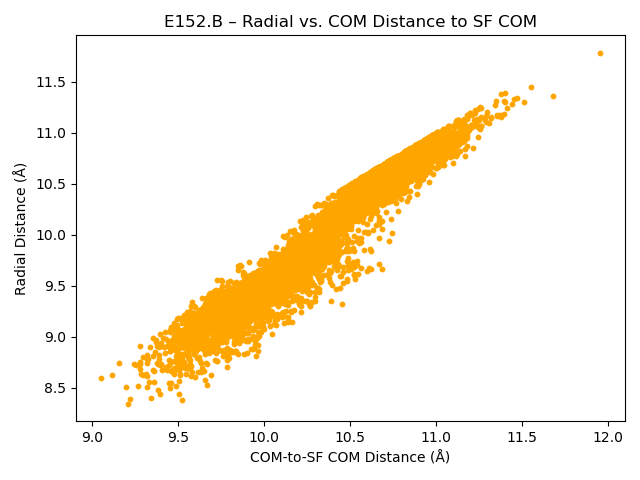 E152.B – Radial vs. COM Distance to SF COM
Radial Distance (Å)
11.5
11.0
10.5
10.0
9.5
9.0
8.5
9.0 9.5 10.0 10.5 11.0 11.5 12.0
COM-to-SF COM Distance (Å)